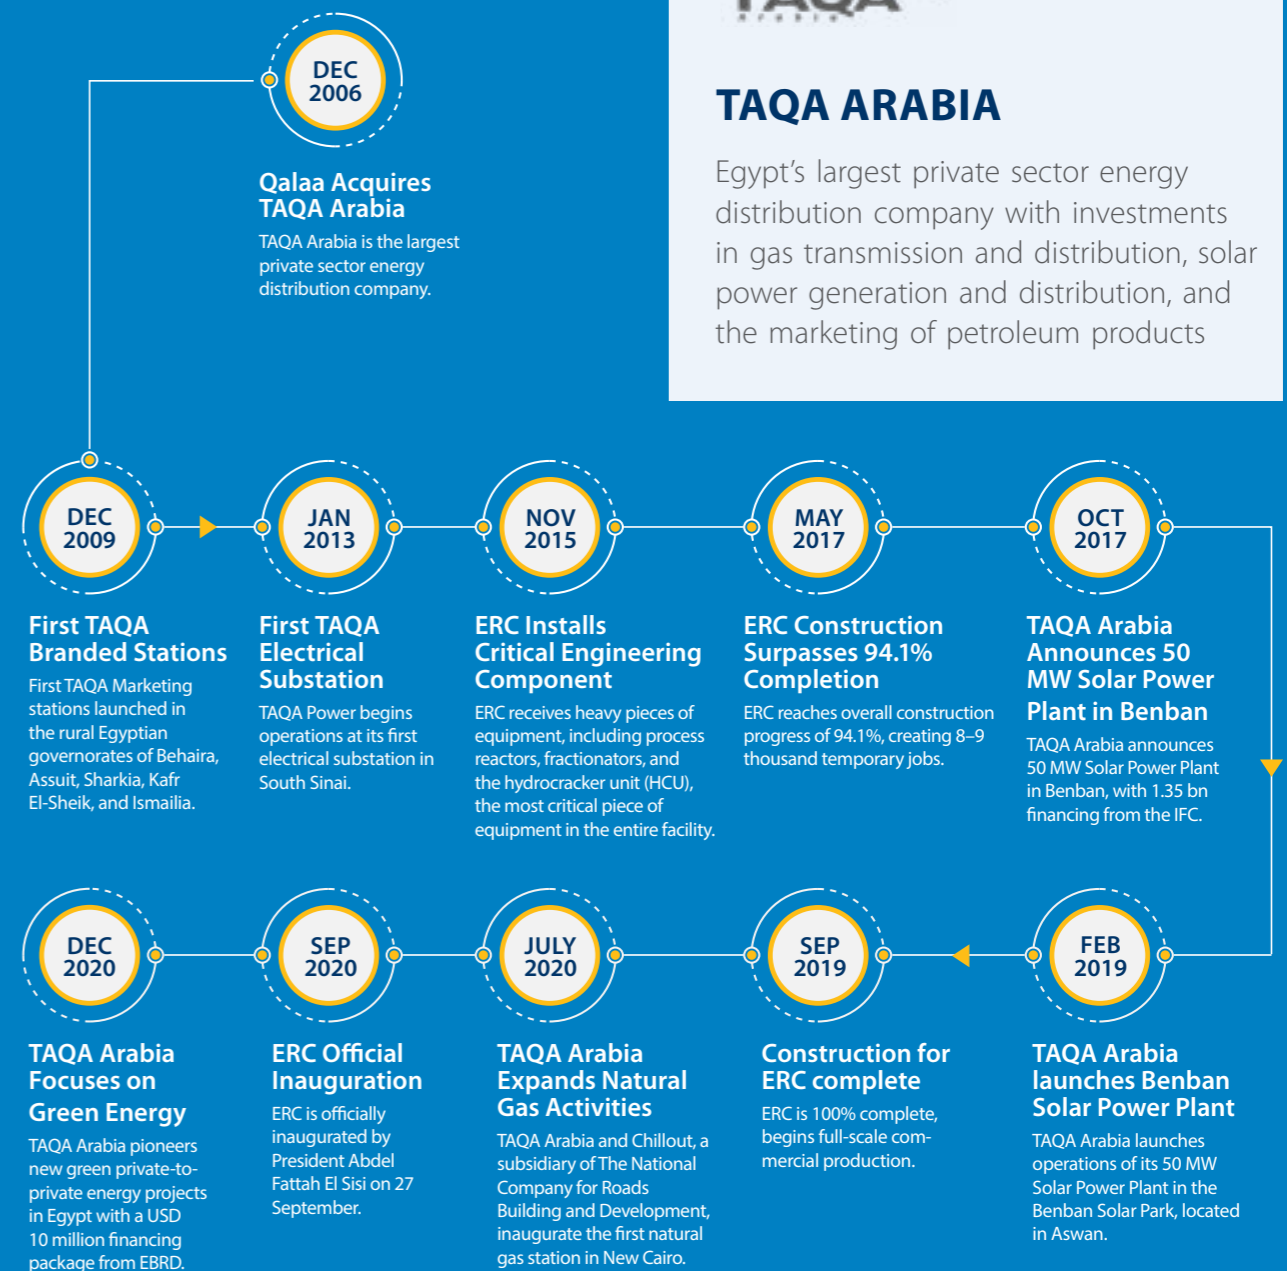 TAQA
Arabia
TAQA ARABIA
Egypt's largest private sector energy
distribution company with investments
in gas transmission and distribution, solar
power generation and distribution, and
the marketing of petroleum products
DEC
2006
Qalaa Acquires
TAQA Arabia
TAQA Arabia is the largest
private sector energy
distribution company.
DEC
2009
First TAQA
Branded Stations
First TAQA Marketing
stations launched in
the rural Egyptian
governorates of Behaira,
Assuit, Sharkia, Kafr
El-Sheik, and Ismailia.
JAN
2013
First TAQA
Electrical
Substation
TAQA Power begins
operations at its first
electrical substation in
South Sinai.
NOV
2015
ERC Installs
Critical Engineering
Component
ERC receives heavy pieces of
equipment, including process
reactors, fractionators, and
the hydrocracker unit (HCU),
the most critical piece of
equipment in the entire facility.
MAY
2017
ERC Construction
Surpasses 94.1%
Completion
ERC reaches overall construction
progress of 94.1%, creating 8–9
thousand temporary jobs.
OCT
2017
TAQA Arabia
Announces 50
MW Solar Power
Plant in Benban
TAQA Arabia announces
50 MW Solar Power Plant
in Benban, with 1.35 bn
financing from the IFC.
FEB
2019
TAQA Arabia
launches Benban
Solar Power Plant
TAQA Arabia launches
operations of its 50 MW
Solar Power Plant in the
Benban Solar Park, located
in Aswan.
SEP
2019
Construction for
ERC complete
ERC is 100% complete,
begins full-scale com-
mercial production.
JULY
2020
TAQA Arabia
Expands Natural
Gas Activities
TAQA Arabia and Chillout, a
subsidiary of The National
Company for Roads
Building and Development,
inaugurate the first natural
gas station in New Cairo.
SEP
2020
ERC Official
Inauguration
ERC is officially
inaugurated by
President Abdel
Fattah El Sisi on 27
September.
DEC
2020
TAQA Arabia
Focuses on
Green Energy
TAQA Arabia pioneers
new green private-to-
private energy projects
in Egypt with a USD
10 million financing
package from EBRD.